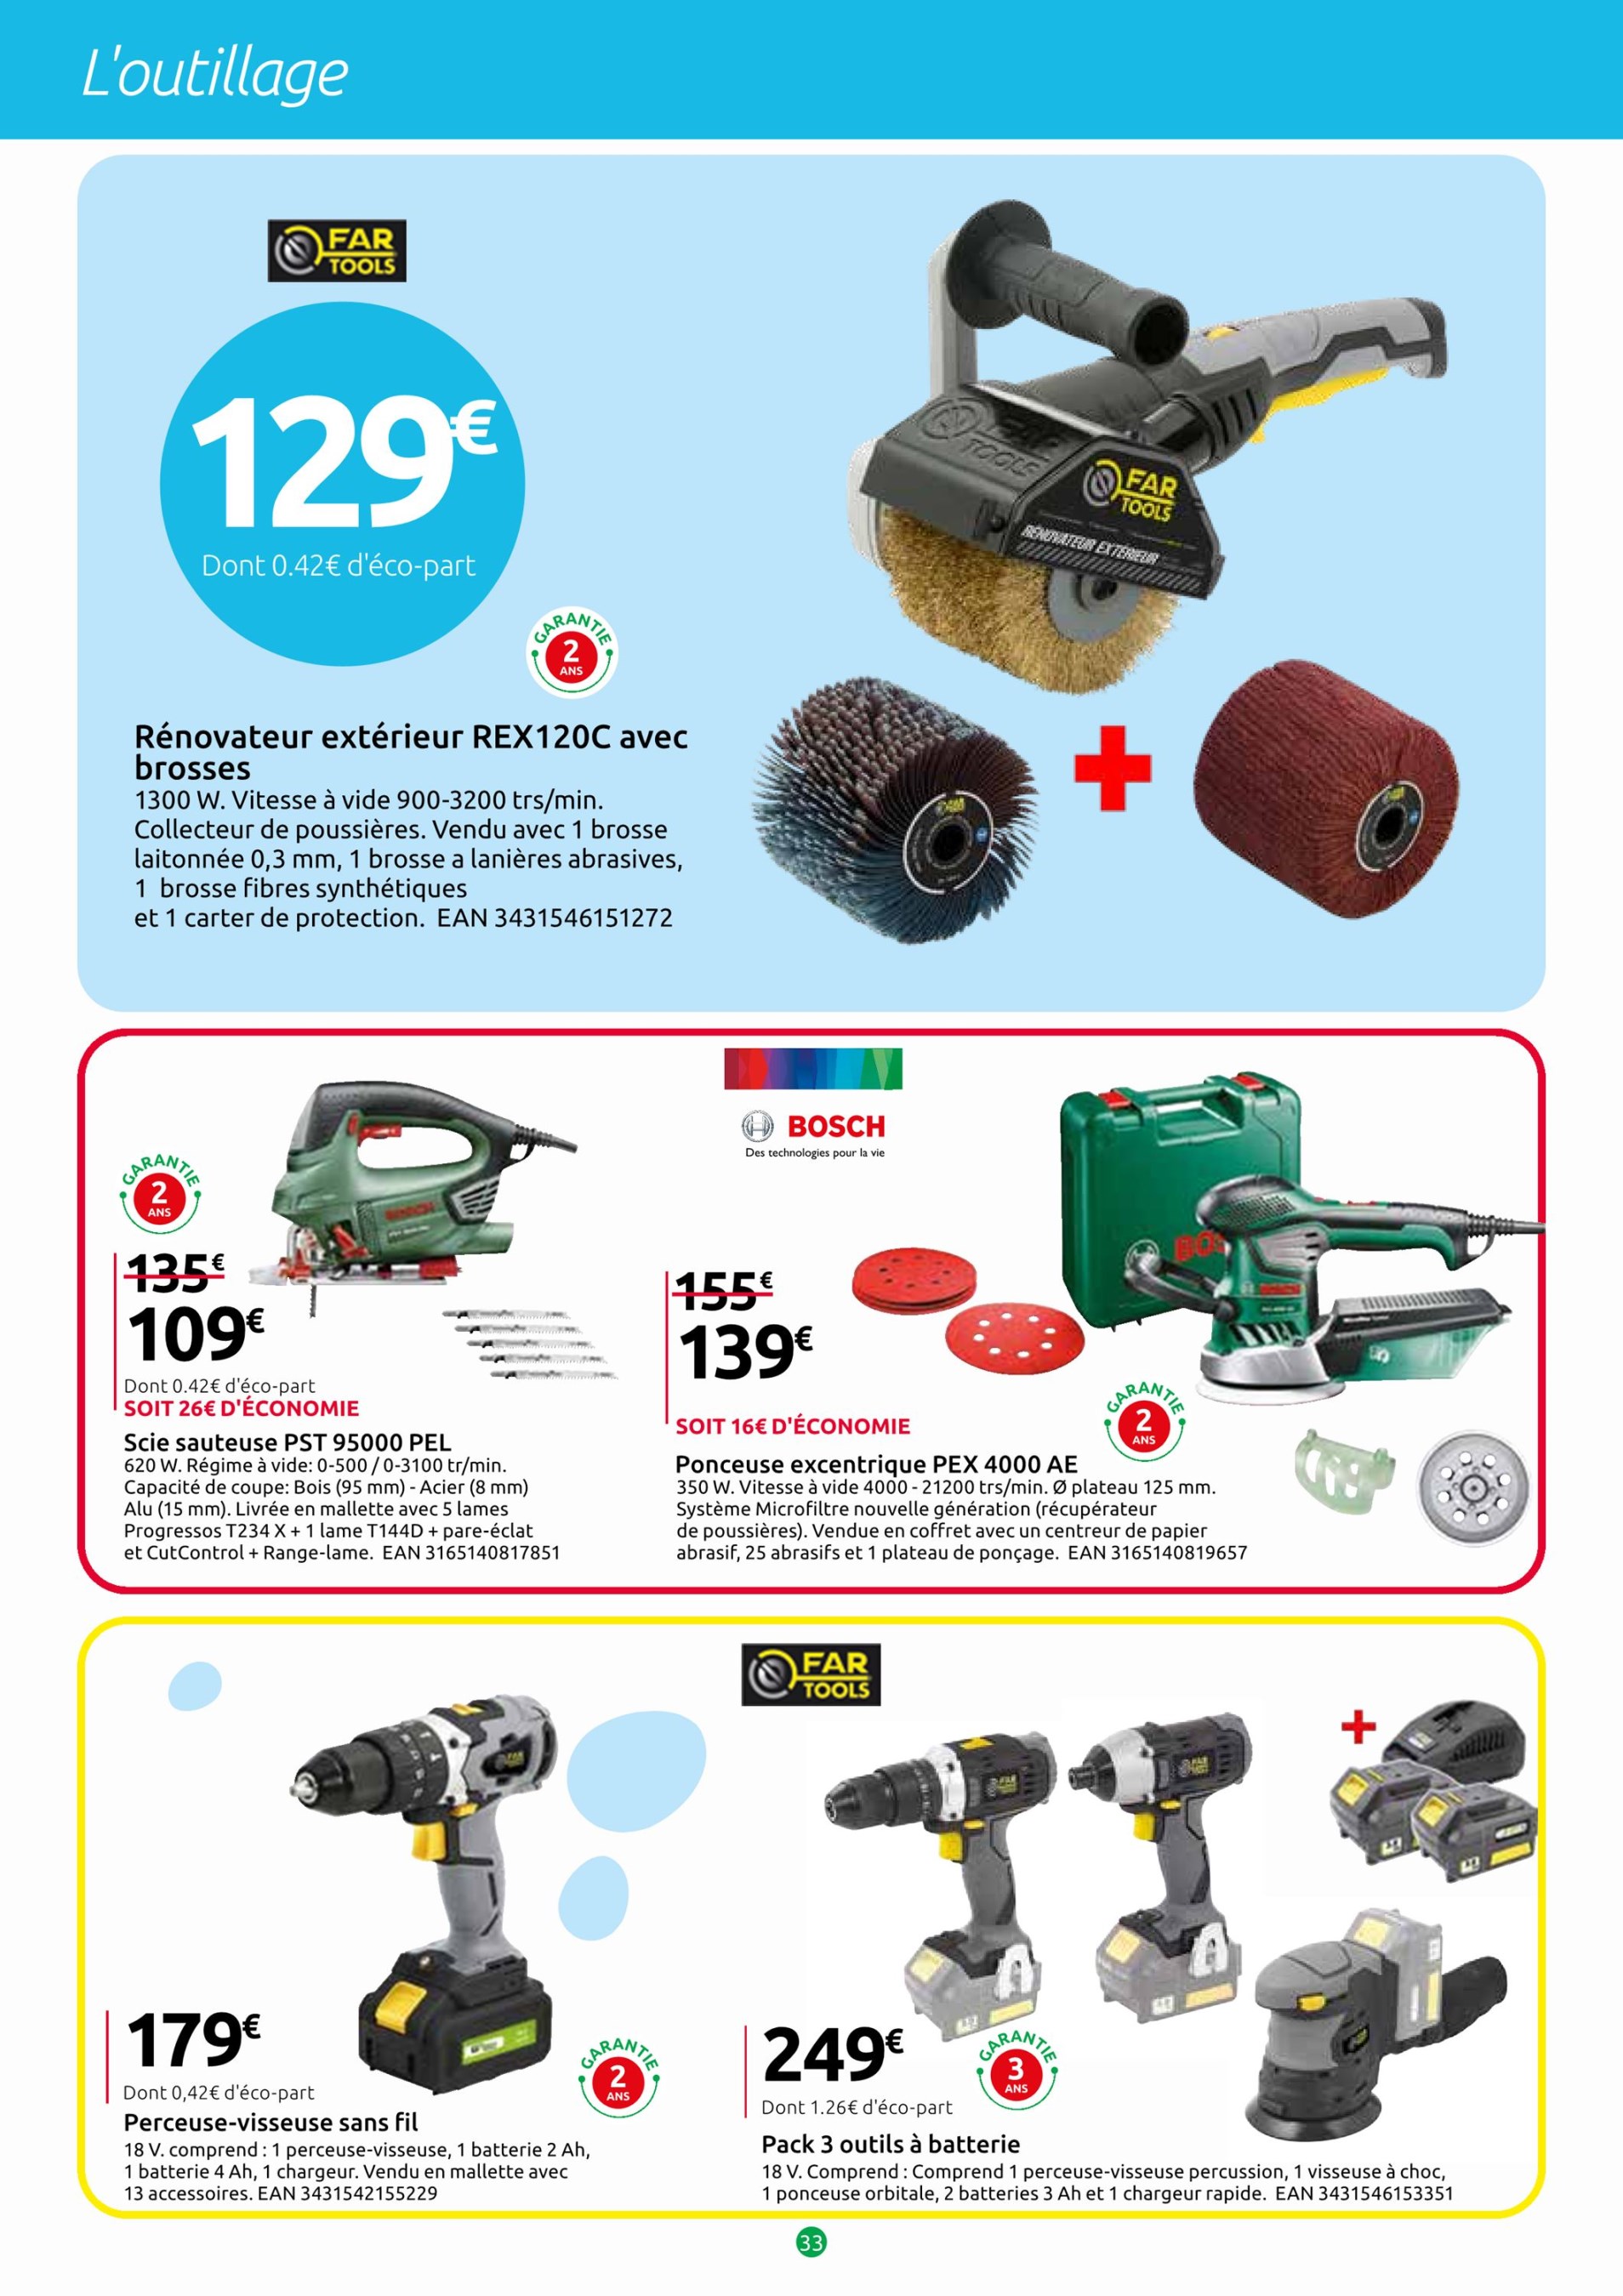 L'outillage
FAR
TOOLS
129€
Dont 0.42€ d'éco-part
GARANTIE
2
ANS
FAR
TOOLS
FAR
TOOLS
RÉNOVATEUR EXTÉRIEUR
Rénovateur extérieur REX120C avec
brosses
1300 W. Vitesse à vide 900-3200 trs/min.
Collecteur de poussières. Vendu avec 1 brosse
laitonnée 0,3 mm, 1 brosse a lanières abrasives,
1 brosse fibres synthétiques
et 1 carter de protection. EAN 3431546151272
BOSCH
Des technologies pour la vie
GARANTIE
2
ANS
BOSCH
135€
109€
Dont 0.42€ d'éco-part
SOIT 26€ D'ÉCONOMIE
Scie sauteuse PST 95000 PEL
620 W. Régime à vide: 0-500 / 0-3100 tr/min.
Capacité de coupe: Bois (95 mm) - Acier (8 mm)
Alu (15 mm). Livrée en mallette avec 5 lames
Progressos T234 X + 1 lame T144D + pare-éclat
et CutControl + Range-lame. EAN 3165140817851
155€
139€
SOIT 16€ D'ÉCONOMIE
GARANTIE
2
ANS
Ponceuse excentrique PEX 4000 AE
350 W. Vitesse à vide 4000 - 21200 trs/min. Ø plateau 125 mm.
Système Microfiltre nouvelle génération (récupérateur
de poussières). Vendue en coffret avec un centreur de papier
abrasif, 25 abrasifs et 1 plateau de ponçage. EAN 3165140819657
FAR
TOOLS
179€
Dont 0,42€ d'éco-part
GARANTIE
2
ANS
Perceuse-visseuse sans fil
18 V. comprend : 1 perceuse-visseuse, 1 batterie 2 Ah,
1 batterie 4 Ah, 1 chargeur. Vendu en mallette avec
13 accessoires. EAN 3431542155229
249€
Dont 1.26€ d'éco-part
GARANTIE
3
ANS
Pack 3 outils à batterie
18 V. Comprend : Comprend 1 perceuse-visseuse percussion, 1 visseuse à choc,
1 ponceuse orbitale, 2 batteries 3 Ah et 1 chargeur rapide. EAN 3431546153351
33